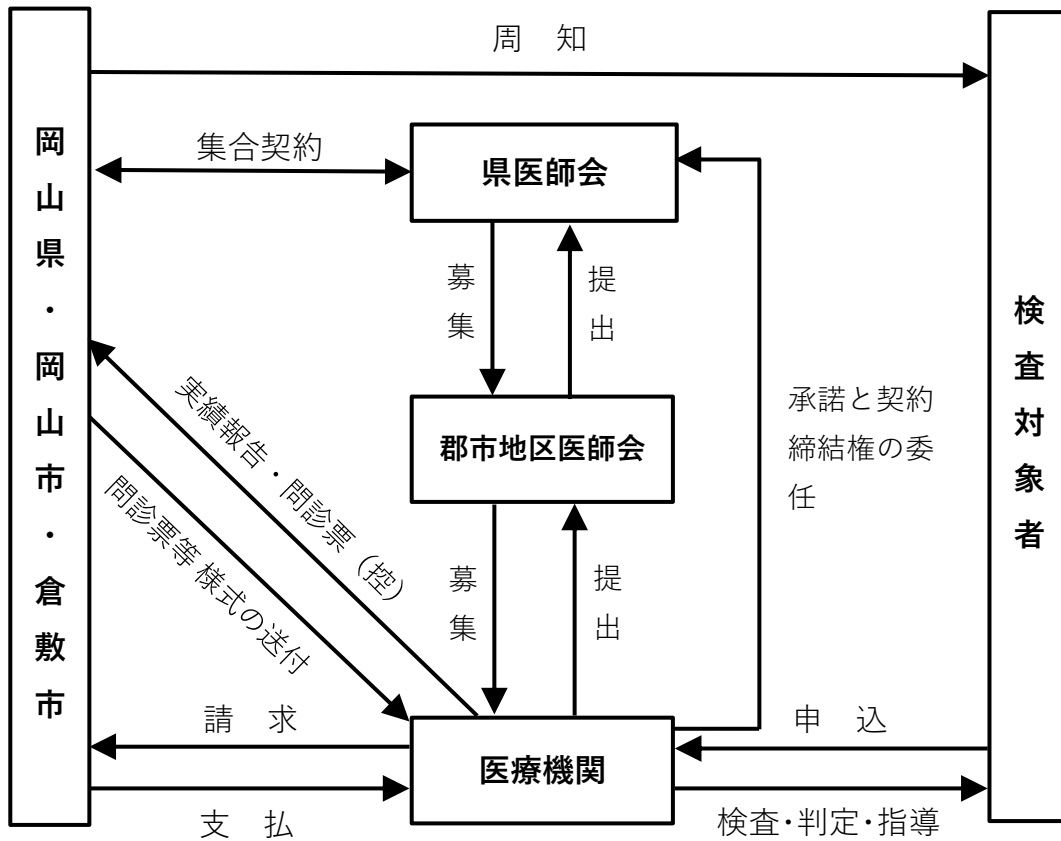 周　知
岡山県・岡山市・倉敷市
集合契約
県医師会
募集
提出
検査対象者
実績報告・問診票（控）
承諾と契約
締結権の委
任
郡市地区医師会
問診票等様式の送付
募集
提出
請　求
申　込
医療機関
支　払
検査･判定･指導